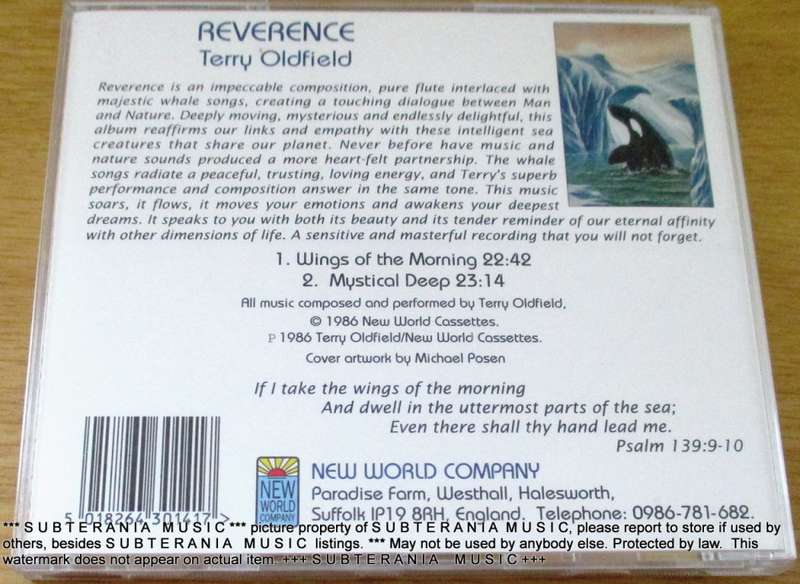 REVERENCE
Terry Oldfield
Reverence is an impeccable composition, pure flute interlaced with
majestic whale songs, creating a touching dialogue between Man
and Nature. Deeply moving, mysterious and endlessly delightful, this
album reaffirms our links and empathy with these intelligent sea
creatures that share our planet. Never before have music and
nature sounds produced a more heart-felt partnership. The whale
songs radiate a peaceful, trusting, loving energy, and Terry's superb
performance and composition answer in the same tone. This music
soars, it flows, it moves your emotions and awakens your deepest
dreams. It speaks to you with both its beauty and its tender reminder of our eternal affinity
with other dimensions of life. A sensitive and masterful recording that you will not forget.
1. Wings of the Morning 22:42
2. Mystical Deep 23:14
All music composed and performed by Terry Oldfield.
© 1986 New World Cassettes.
P 1986 Terry Oldfield/New World Cassettes.
Cover artwork by Michael Posen
If I take the wings of the morning
And dwell in the uttermost parts of the sea;
Even there shall thy hand lead me.
Psalm 139:9-10
NEW WORLD COMPANY
NEW WORLD COMPANY
Paradise Farm, Westhall, Halesworth,
Suffolk IP19 8RH, England. Telephone: 0986-781-682.
5 018264 301417 >
*** S U B T E R A N I A M U S I C *** picture property of S U B T E R A N I A M U S I C, please report to store if used by
others, besides S U B T E R A N I A M U S I C listings. *** May not be used by anybody else. Protected by law. This
watermark does not appear on actual item. +++ S U B T E R A N I A M U S I C +++